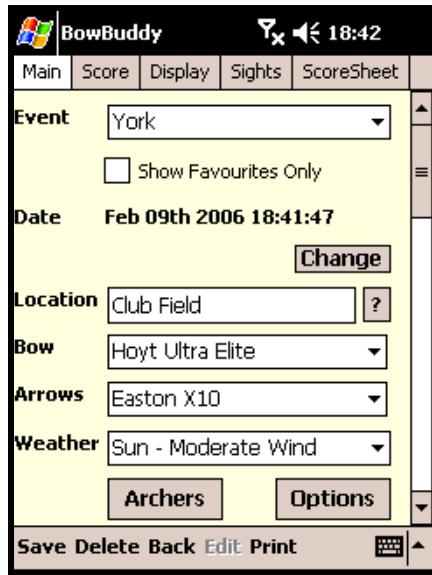 BowBuddy 18:42
Main Score Display Sights ScoreSheet
Event York
Show Favourites Only
Date Feb 09th 2006 18:41:47
Change
Location Club Field ?
Bow Hoyt Ultra Elite
Arrows Easton X10
Weather Sun - Moderate Wind
Archers Options
Save Delete Back Edit Print